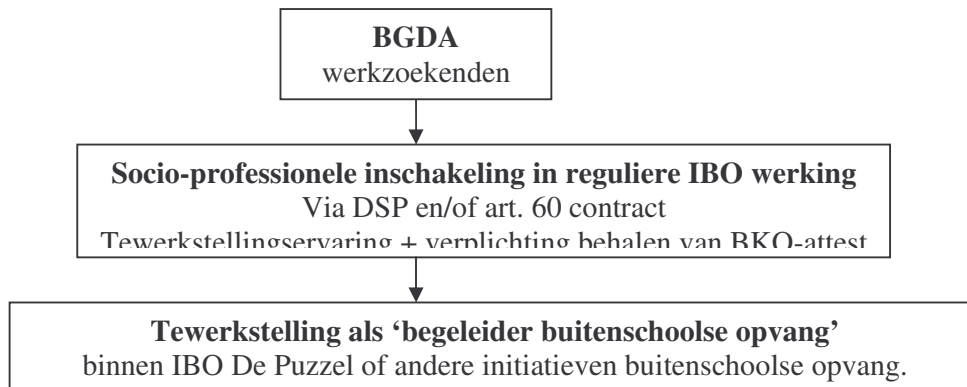 BGDA
werkzoekenden
Socio-professionele inschakeling in reguliere IBO werking
Via DSP en/of art. 60 contract
Tewerkstellingservaring + verplichting behalen van BKO-attest
Tewerkstelling als ‘begeleider buitenschoolse opvang’
binnen IBO De Puzzel of andere initiatieven buitenschoolse opvang.